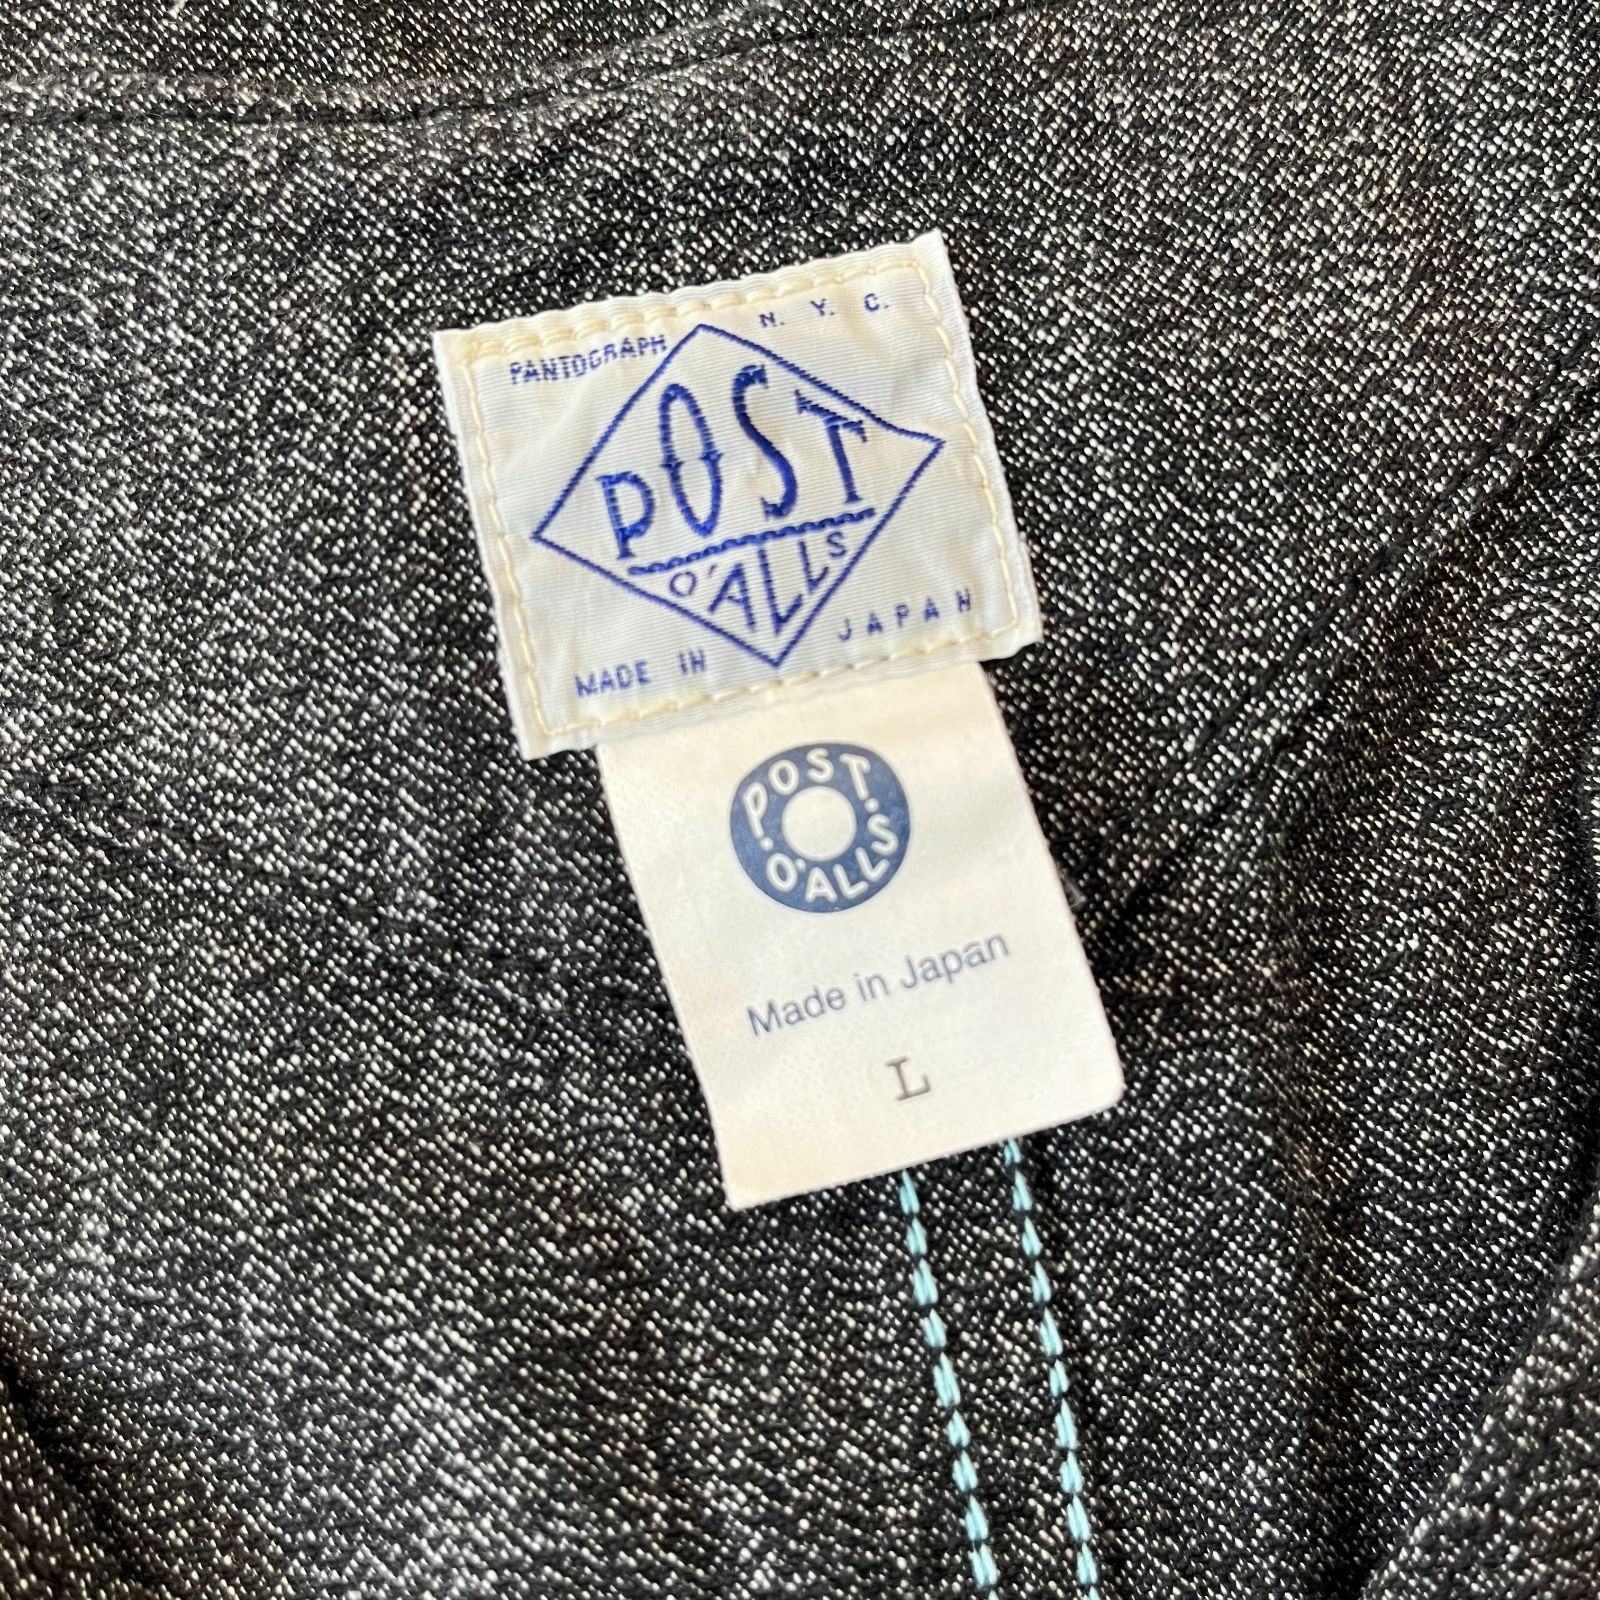 PANTOGRAPH N. Y. C.
POST
O'ALLS
MADE IN JAPAN
POST.
O'ALLS.
Made in Japan
L